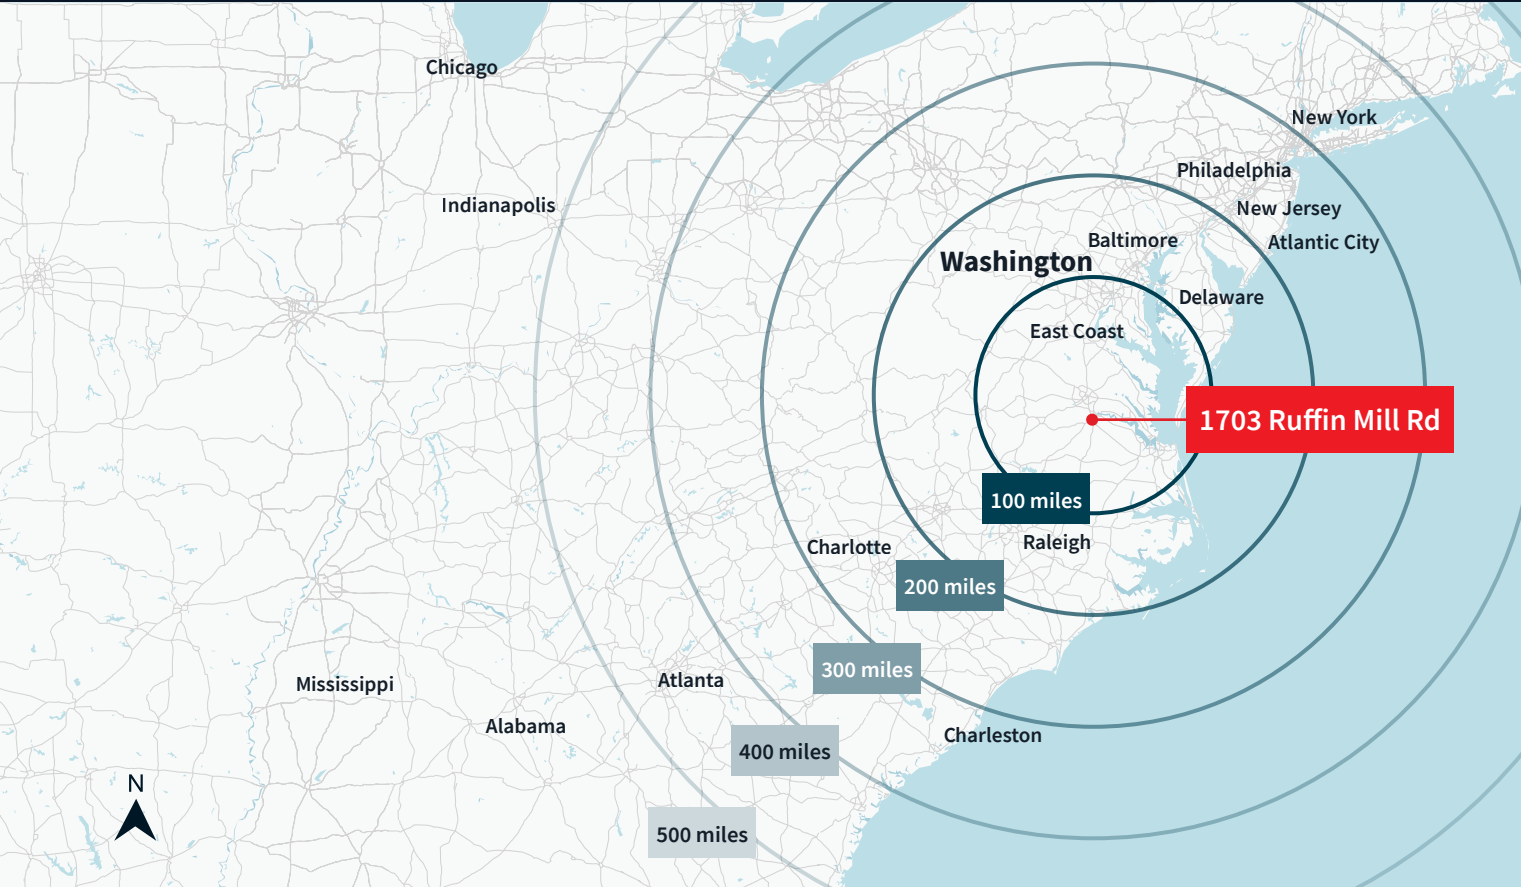 Chicago
New York
Philadelphia
Indianapolis
New Jersey
Baltimore
Atlantic City
Washington
Delaware
East Coast
1703 Ruffin Mill Rd
100 miles
Raleigh
Charlotte
200 miles
300 miles
Atlanta
Mississippi
Alabama
Charleston
400 miles
N
500 miles